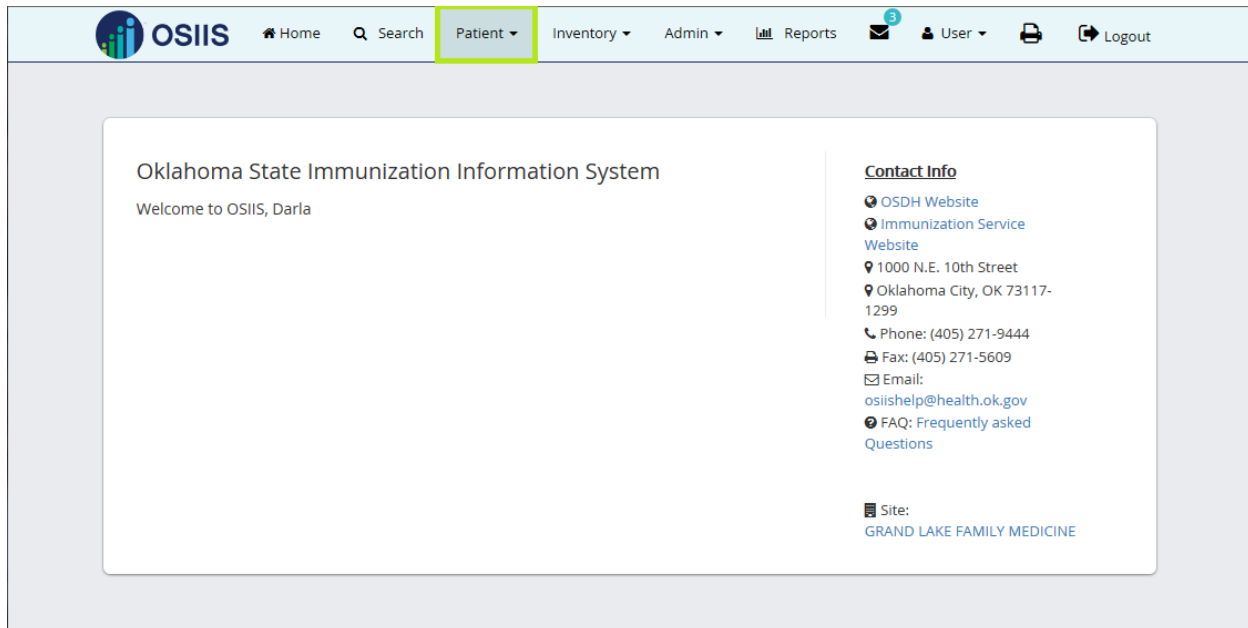 OSIIS Home Search Patient Inventory Admin Reports 3 User Logout
Oklahoma State Immunization Information System
Welcome to OSIIS, Darla
Contact Info
OSDH Website
Immunization Service
Website
1000 N.E. 10th Street
Oklahoma City, OK 73117-
1299
Phone: (405) 271-9444
Fax: (405) 271-5609
Email:
osiishelp@health.ok.gov
FAQ: Frequently asked
Questions
Site:
GRAND LAKE FAMILY MEDICINE